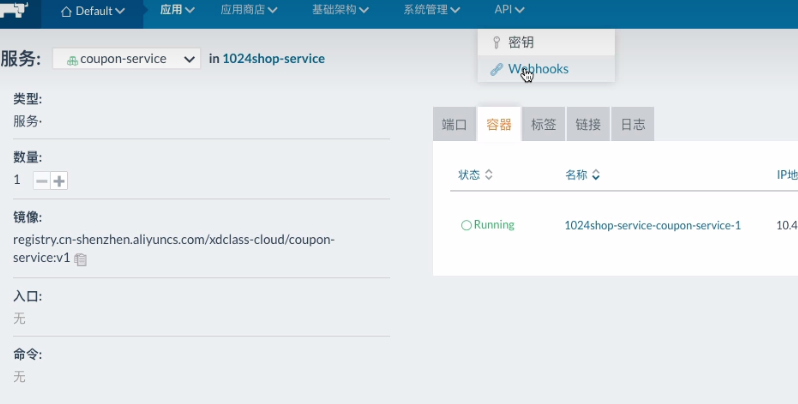 Default
应用
应用商店
基础架构
系统管理
API
密钥
Webhooks
服务:
coupon-service
in 1024shop-service
类型:
服务·
数量:
1
镜像:
registry.cn-shenzhen.aliyuncs.com/xdclass-cloud/coupon-
service:v1
入口:
无
命令:
无
端口
容器
标签
链接
日志
状态
名称
IP地
Running
1024shop-service-coupon-service-1
10.4